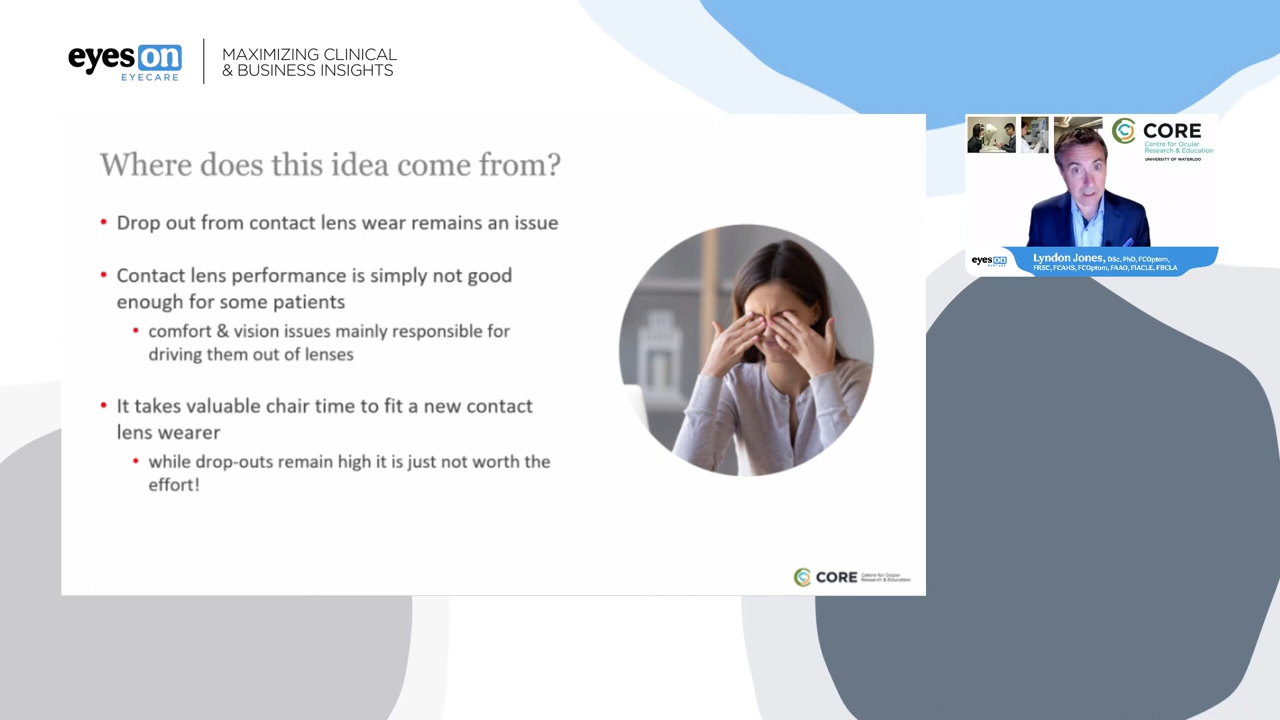 eyes on
EYECARE
MAXIMIZING CLINICAL
& BUSINESS INSIGHTS
Where does this idea come from?
• Drop out from contact lens wear remains an issue
• Contact lens performance is simply not good
enough for some patients
• comfort & vision issues mainly responsible for
driving them out of lenses
• It takes valuable chair time to fit a new contact
lens wearer
• while drop-outs remain high it is just not worth the
effort!
CORE
Centre for Ocular
Research & Education
CORE
Centre for Ocular
Research & Education
UNIVERSITY OF WATERLOO
eyes on
EYECARE
Lyndon Jones, DSc, PhD, FCOptom,
FRSC, FCAHS, FCOptom, FAAO, FIACLE, FBCLA